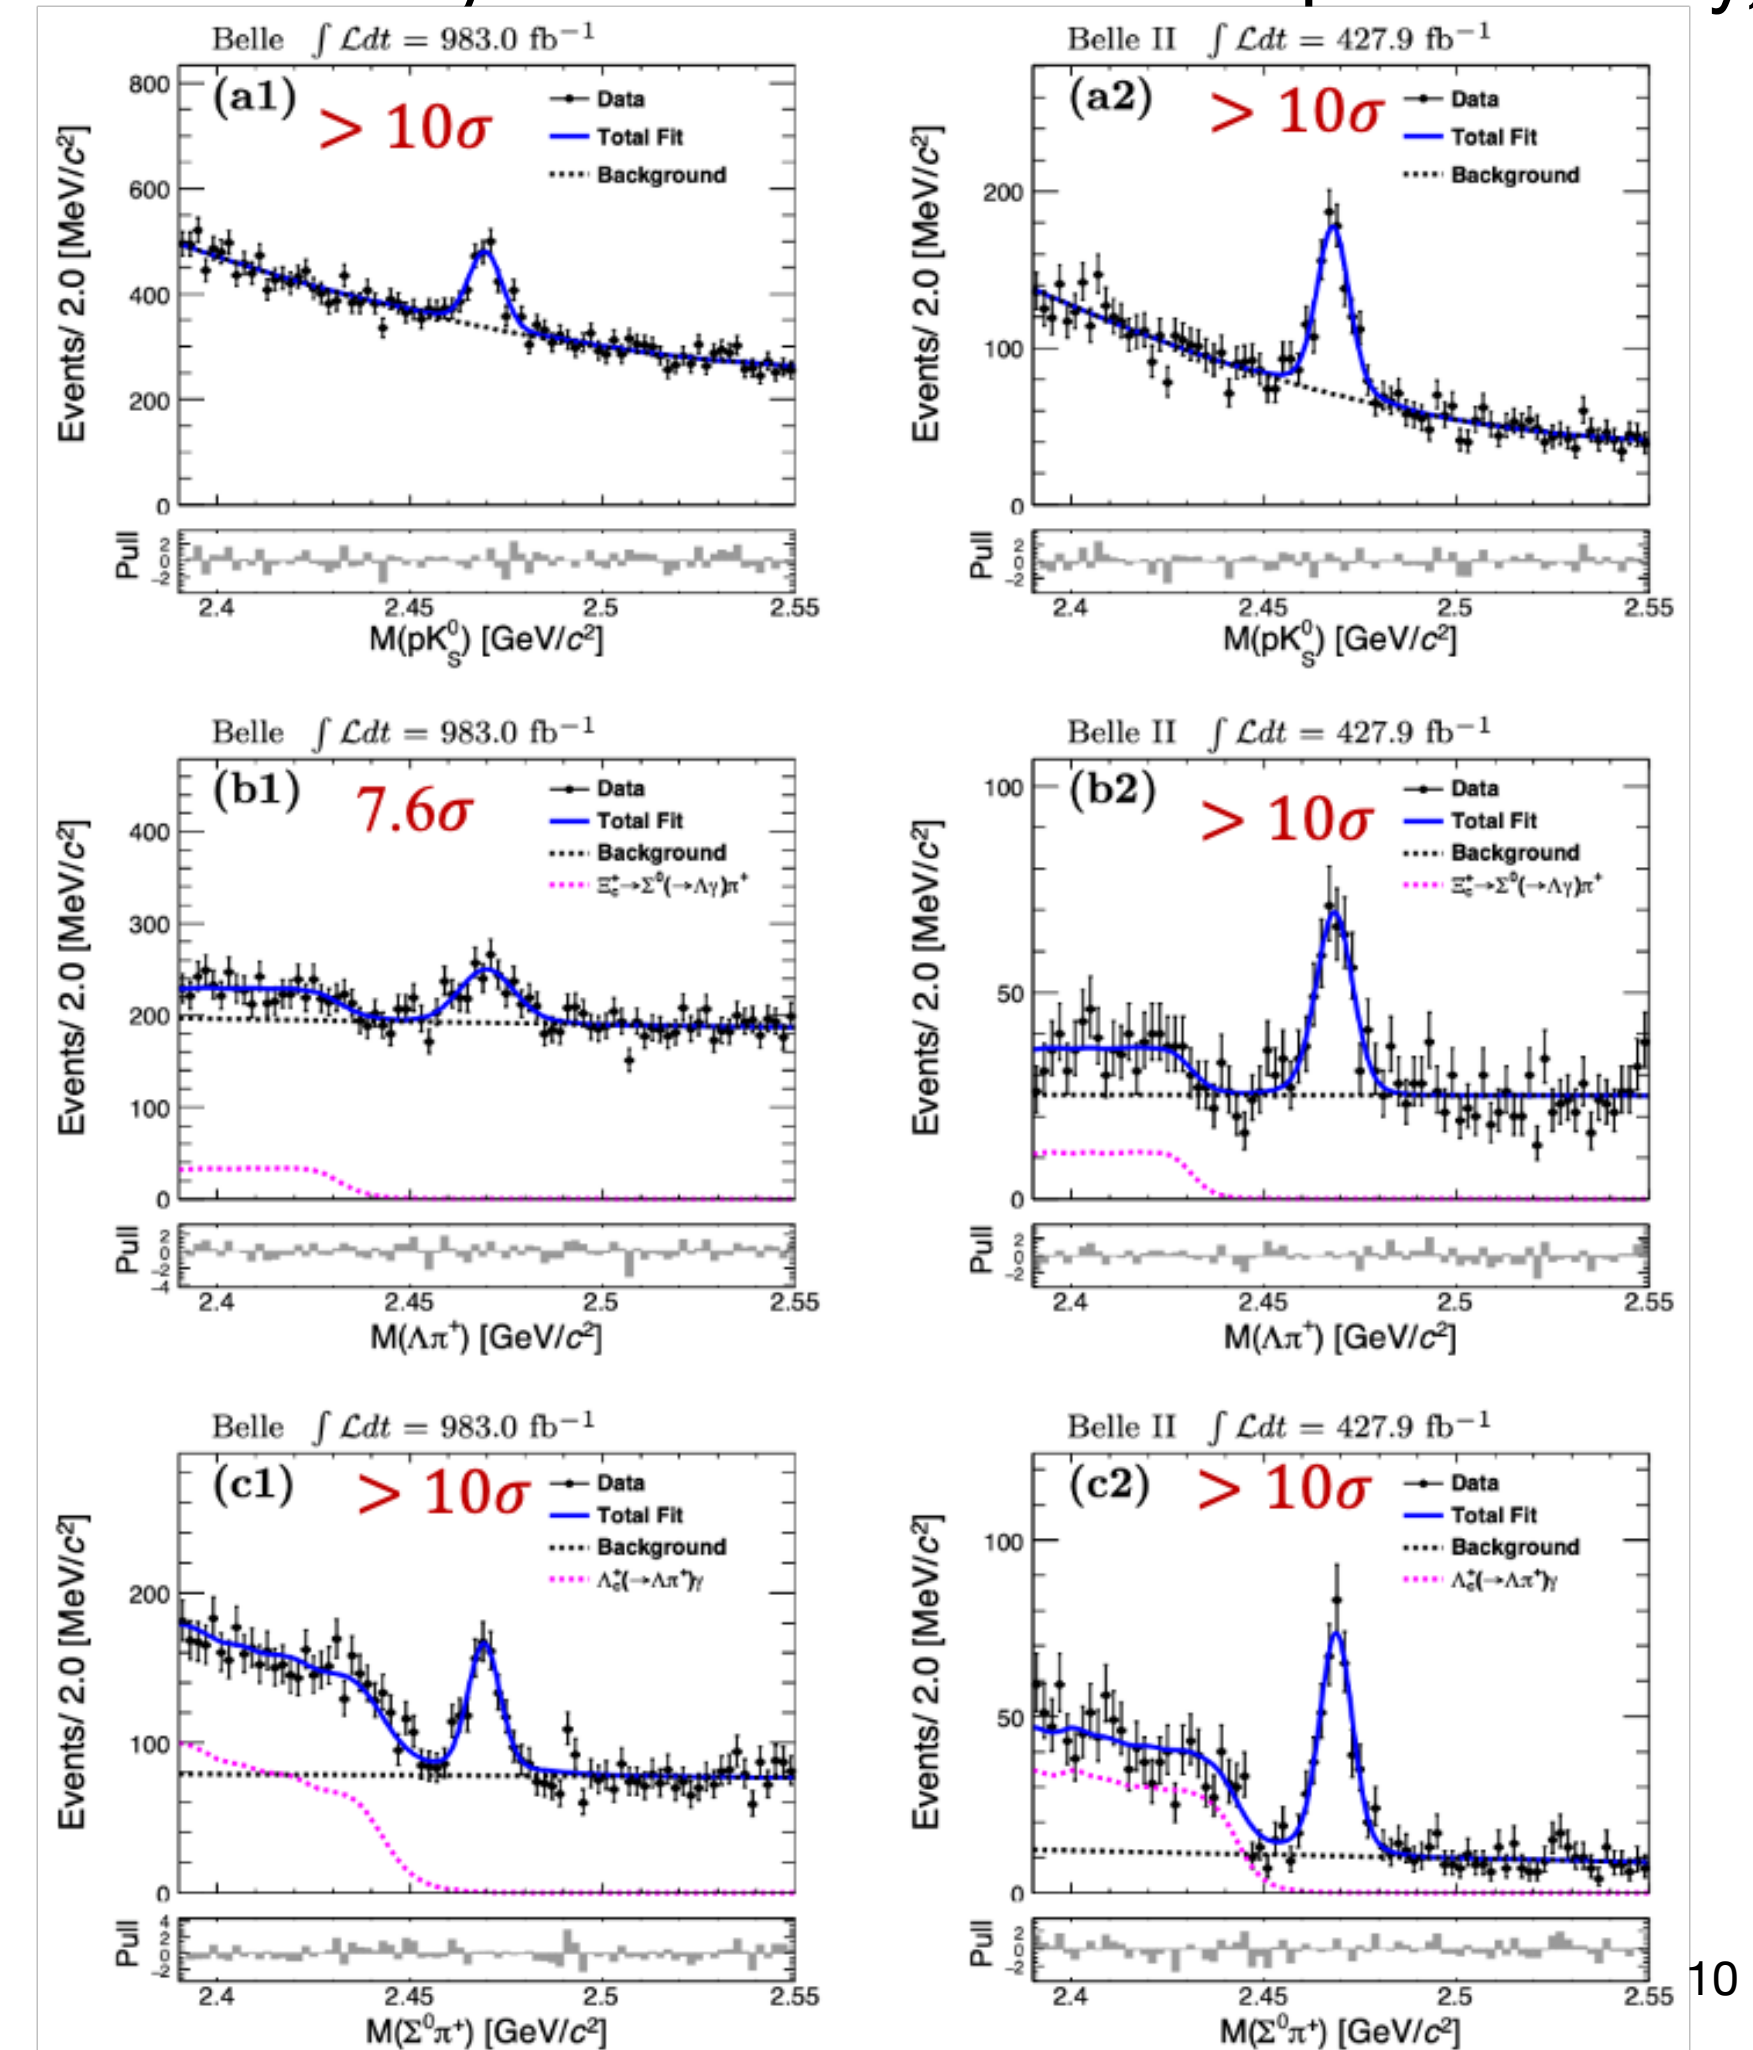 Belle ∫ ℒdt = 983.0 fb⁻¹
(a1) > 10σ
Data
Total Fit
Background
Events/ 2.0 [MeV/c²]
800
600
400
200
0
Pull
2
0
−2
2.4 2.45 2.5 2.55
M(pK⁰S) [GeV/c²]
Belle II ∫ ℒdt = 427.9 fb⁻¹
(a2) > 10σ
Data
Total Fit
Background
Events/ 2.0 [MeV/c²]
200
100
0
Pull
2
0
−2
2.4 2.45 2.5 2.55
M(pK⁰S) [GeV/c²]
Belle ∫ ℒdt = 983.0 fb⁻¹
(b1) 7.6σ
Data
Total Fit
Background
Ξc⁺→Σ⁰(→Λγ)π⁺
Events/ 2.0 [MeV/c²]
400
300
200
100
0
Pull
2
0
−2
−4
2.4 2.45 2.5 2.55
M(Λπ⁺) [GeV/c²]
Belle II ∫ ℒdt = 427.9 fb⁻¹
(b2) > 10σ
Data
Total Fit
Background
Ξc⁺→Σ⁰(→Λγ)π⁺
Events/ 2.0 [MeV/c²]
100
50
0
Pull
2
0
−2
2.4 2.45 2.5 2.55
M(Λπ⁺) [GeV/c²]
Belle ∫ ℒdt = 983.0 fb⁻¹
(c1) > 10σ
Data
Total Fit
Background
Λc⁺(→Λπ⁺)γ
Events/ 2.0 [MeV/c²]
200
100
0
Pull
4
2
0
−2
2.4 2.45 2.5 2.55
M(Σ⁰π⁺) [GeV/c²]
Belle II ∫ ℒdt = 427.9 fb⁻¹
(c2) > 10σ
Data
Total Fit
Background
Λc⁺(→Λπ⁺)γ
Events/ 2.0 [MeV/c²]
100
50
0
Pull
2
0
−2
2.4 2.45 2.5 2.55
M(Σ⁰π⁺) [GeV/c²]
10